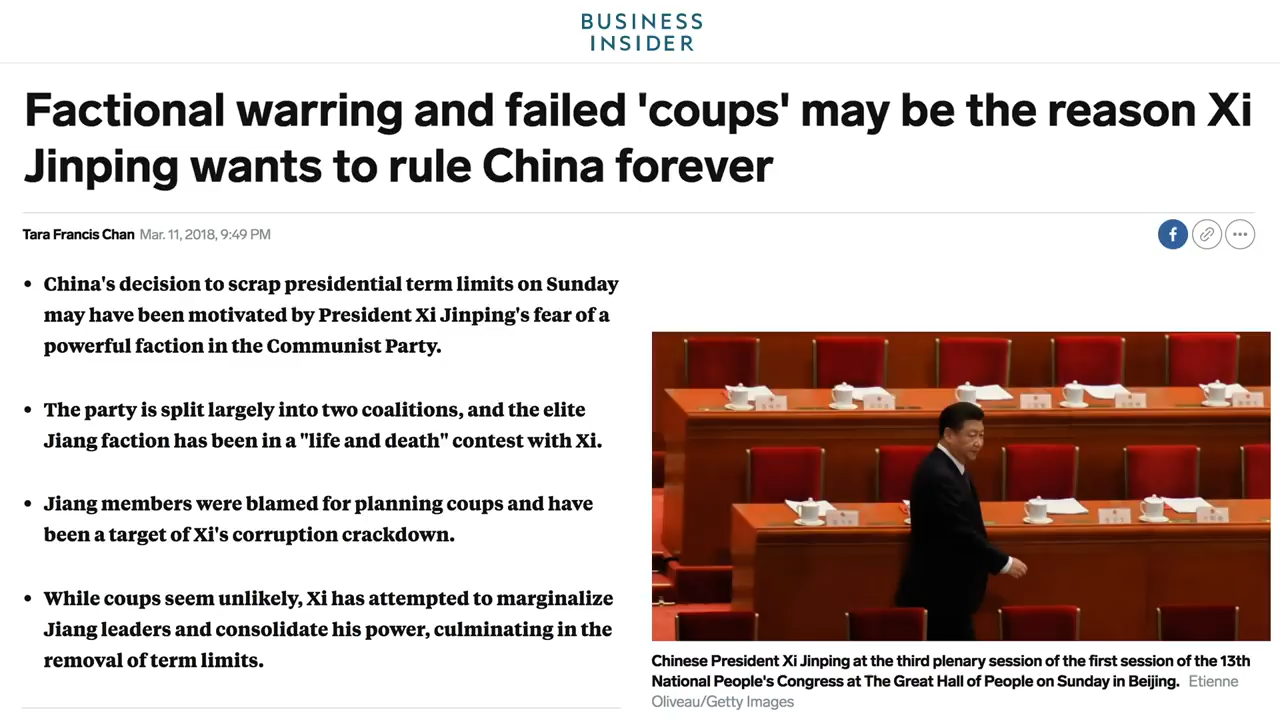 BUSINESS
INSIDER
Factional warring and failed 'coups' may be the reason Xi
Jinping wants to rule China forever
Tara Francis Chan Mar. 11, 2018, 9:49 PM
• China's decision to scrap presidential term limits on Sunday
may have been motivated by President Xi Jinping's fear of a
powerful faction in the Communist Party.
• The party is split largely into two coalitions, and the elite
Jiang faction has been in a "life and death" contest with Xi.
• Jiang members were blamed for planning coups and have
been a target of Xi's corruption crackdown.
• While coups seem unlikely, Xi has attempted to marginalize
Jiang leaders and consolidate his power, culminating in the
removal of term limits.
Chinese President Xi Jinping at the third plenary session of the first session of the 13th
National People's Congress at The Great Hall of People on Sunday in Beijing. Etienne
Oliveau/Getty Images